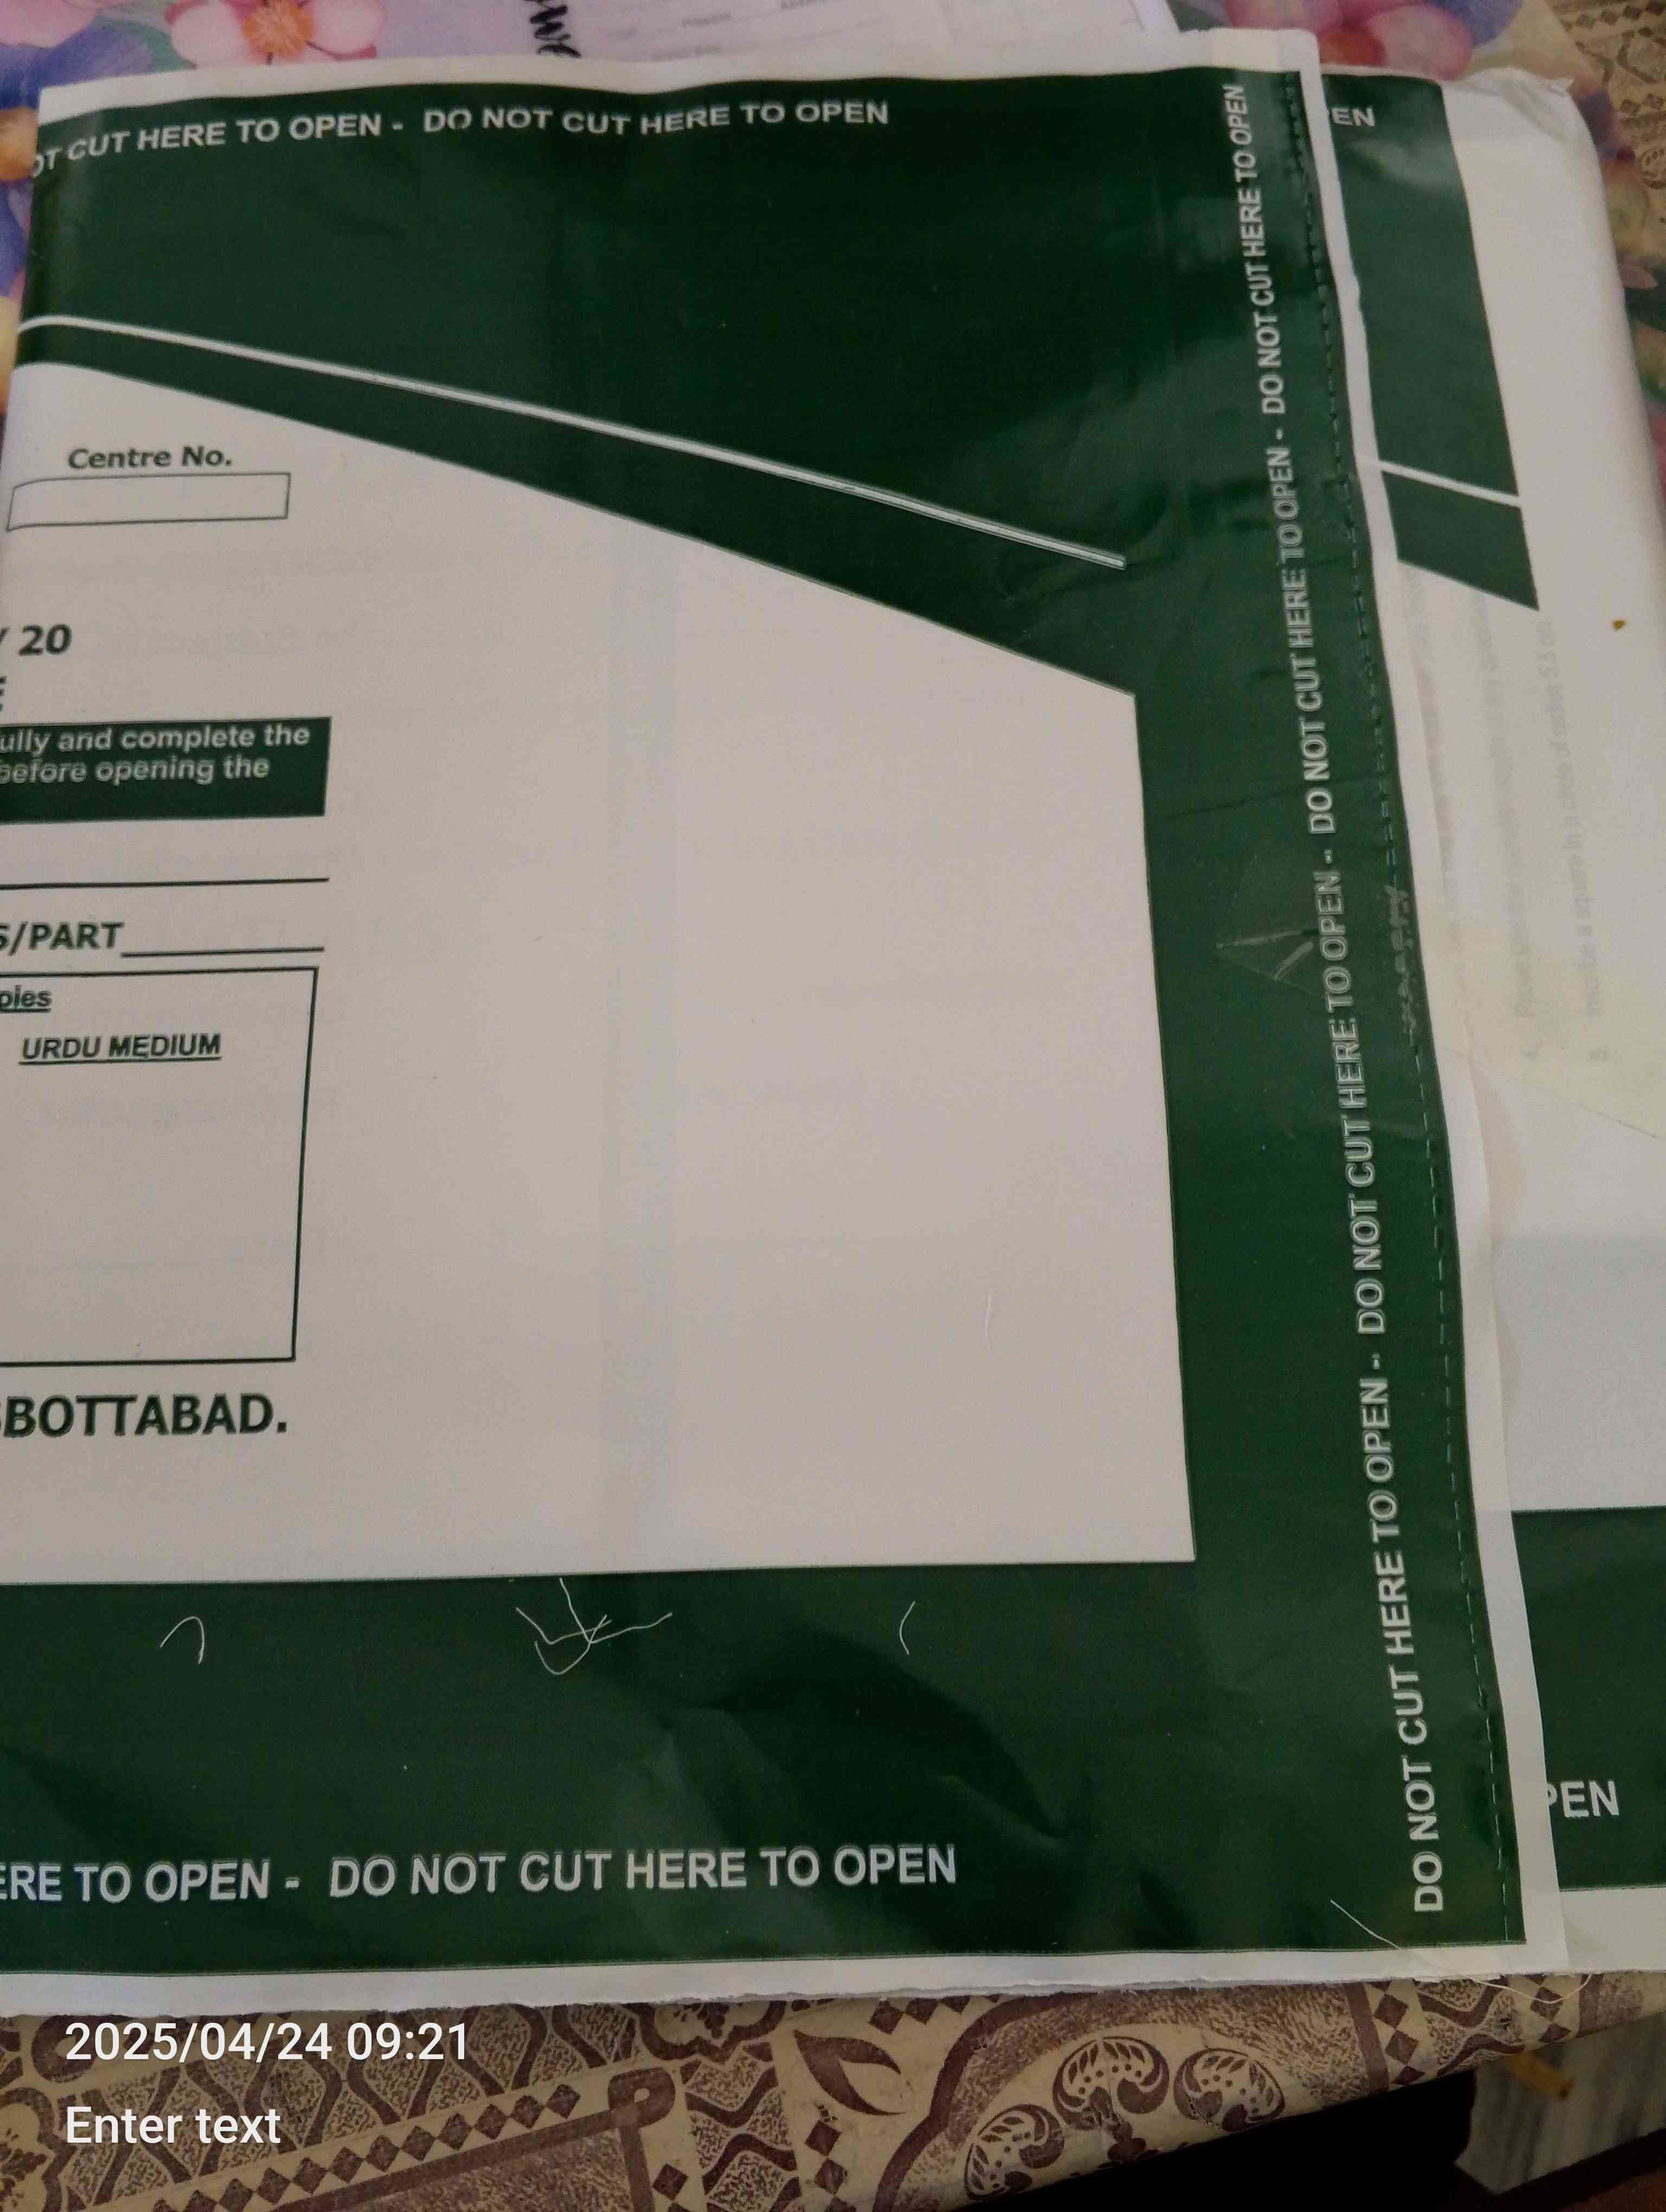 CUT HERE TO OPEN - DO NOT CUT HERE TO OPEN
DO NOT CUT HERE TO OPEN - DO NOT CUT HERE TO OPEN - DO NOT CUT HERE TO OPEN - DO NOT CUT HERE TO OPEN
EN
Centre No.
/ 20
ully and complete the
before opening the
S/PART
pies
URDU MEDIUM
BOTTABAD.
PEN
ERE TO OPEN - DO NOT CUT HERE TO OPEN
2025/04/24 09:21
Enter text